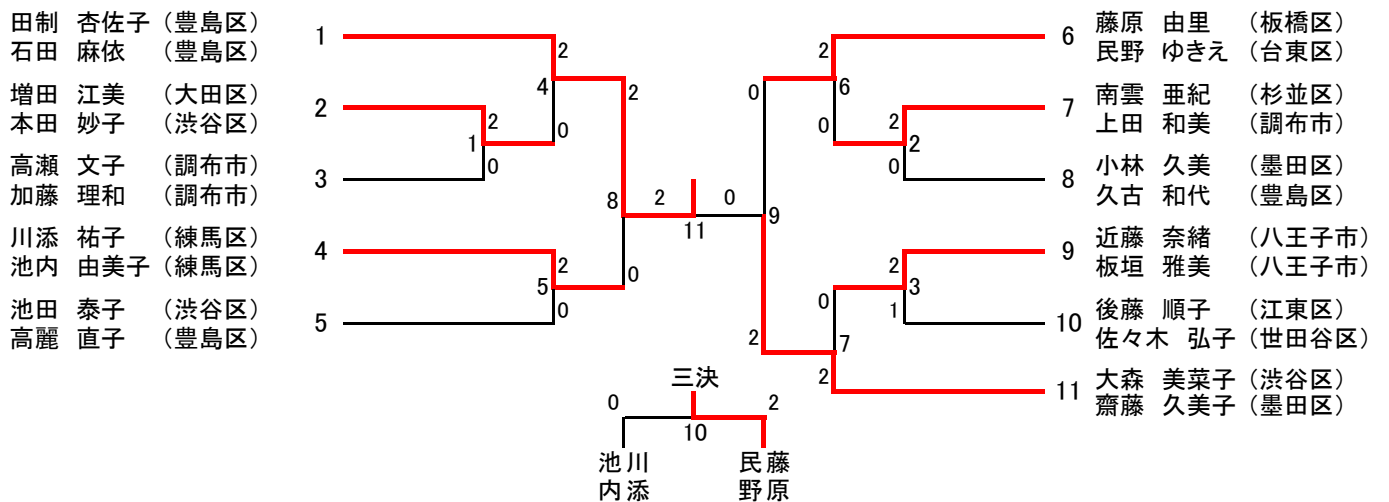 田制 杏佐子（豊島区）
石田 麻依 （豊島区）
1
増田 江美 （大田区）
本田 妙子 （渋谷区）
2
高瀬 文子 （調布市）
加藤 理和 （調布市）
3
川添 祐子 （練馬区）
池内 由美子（練馬区）
4
池田 泰子 （渋谷区）
高麗 直子 （豊島区）
5
2
4
0
2
1
0
2
8
0
2
5
0
2
0
11
6
藤原 由里 （板橋区）
民野 ゆきえ （台東区）
7
南雲 亜紀 （杉並区）
上田 和美 （調布市）
8
小林 久美 （墨田区）
久古 和代 （豊島区）
9
近藤 奈緒 （八王子市）
板垣 雅美 （八王子市）
10
後藤 順子 （江東区）
佐々木 弘子（世田谷区）
11
大森 美菜子（渋谷区）
齋藤 久美子（墨田区）
2
6
0
2
2
0
0
9
2
2
3
1
0
7
2
三決
0
2
10
川添
池内
藤原
民野